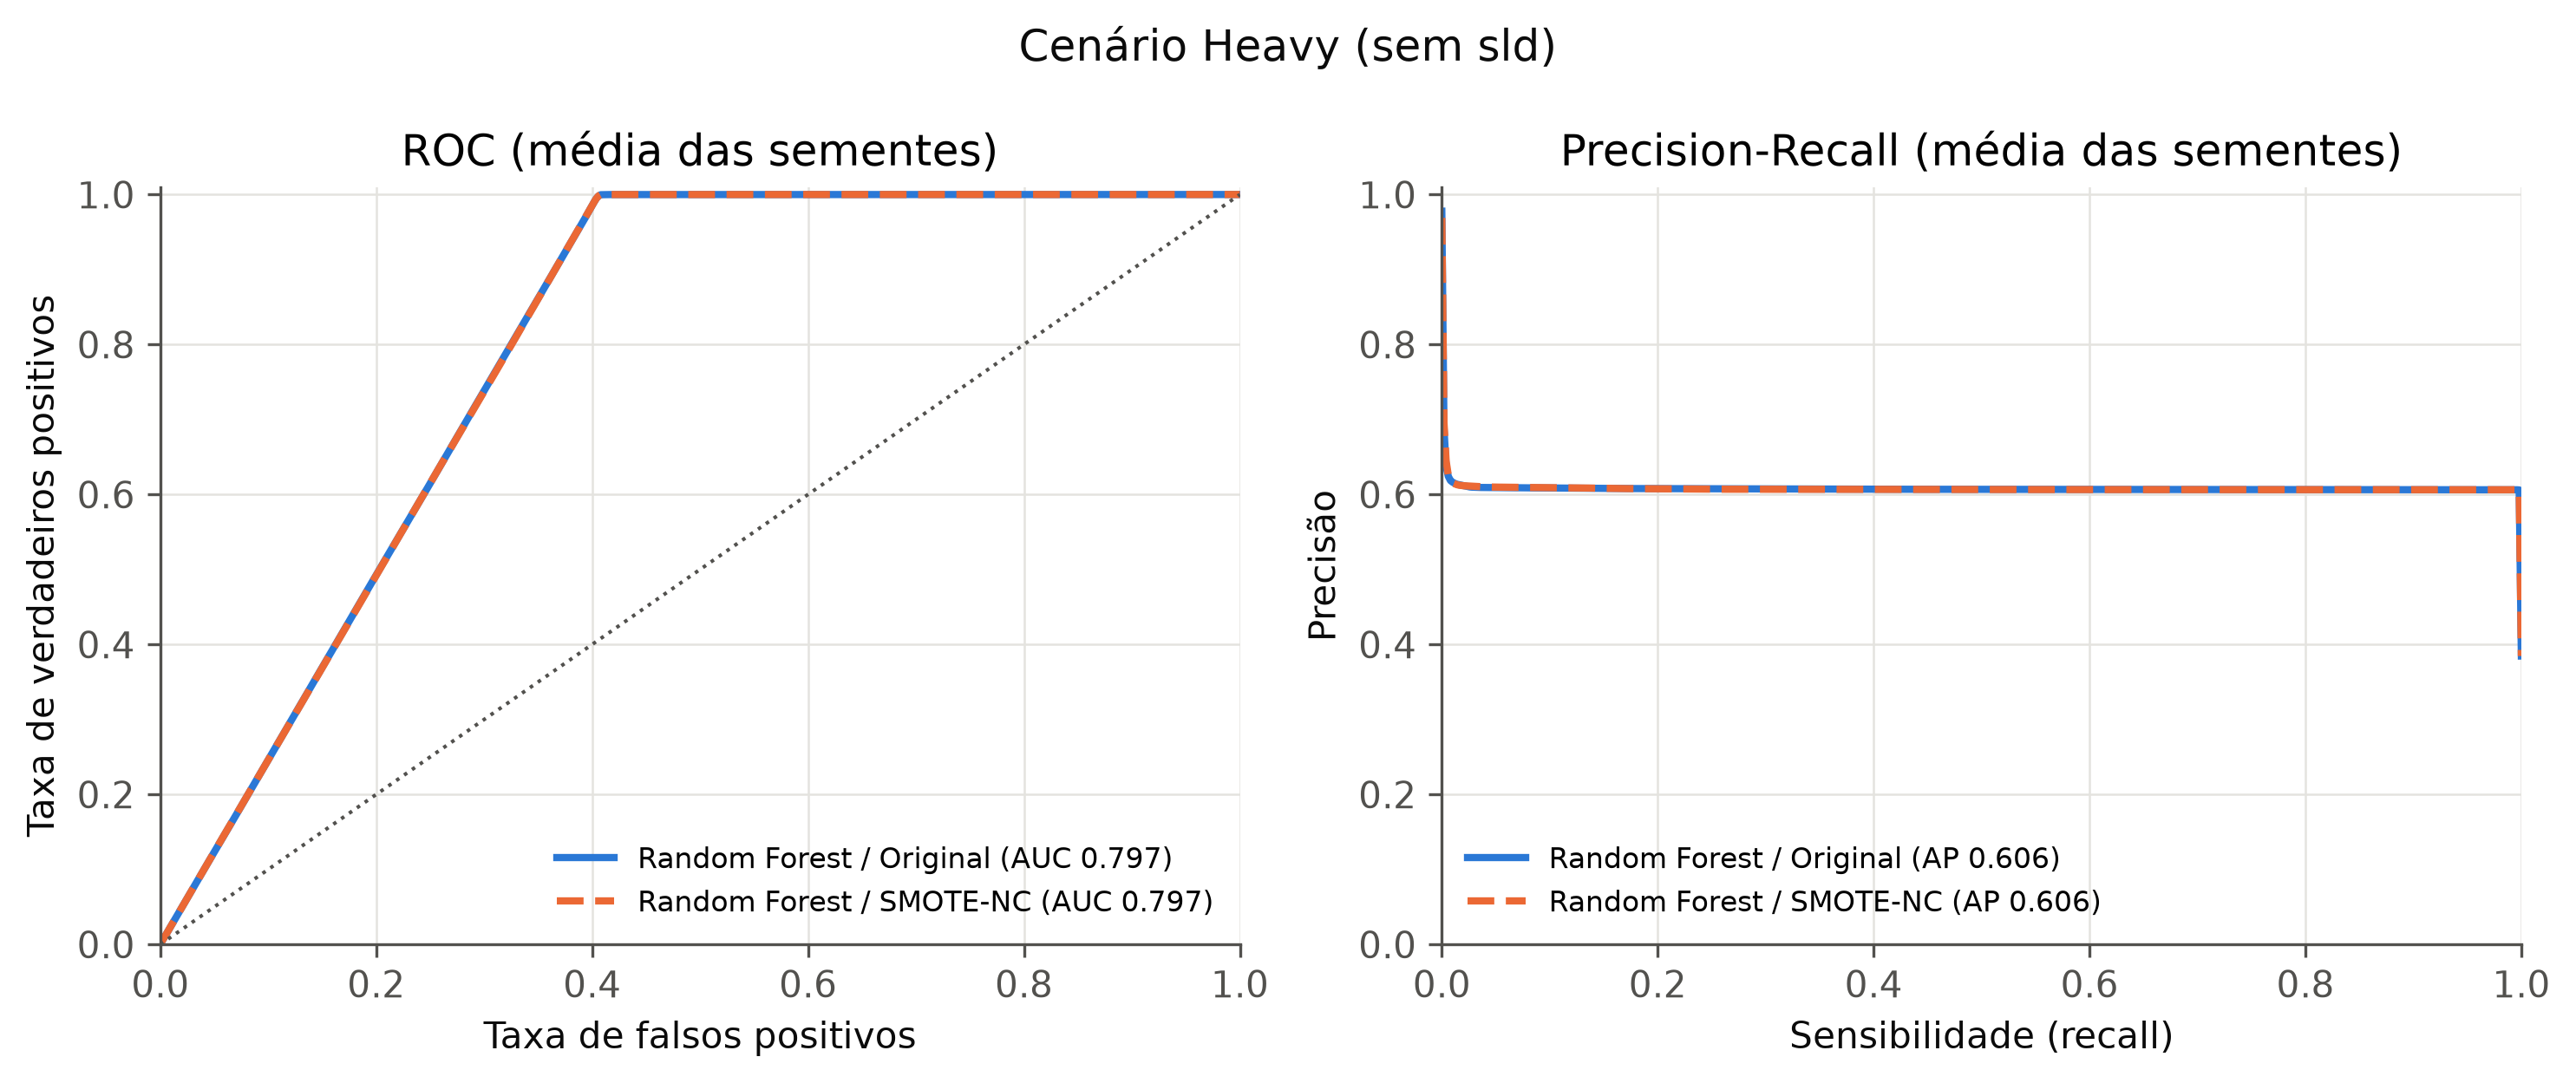 Cenário Heavy (sem sld)
ROC (média das sementes)
Taxa de verdadeiros positivos
1.0
0.8
0.6
0.4
0.2
0.0
Random Forest / Original (AUC 0.797)
Random Forest / SMOTE-NC (AUC 0.797)
0.0 0.2 0.4 0.6 0.8 1.0
Taxa de falsos positivos
Precision-Recall (média das sementes)
Precisão
1.0
0.8
0.6
0.4
0.2
0.0
Random Forest / Original (AP 0.606)
Random Forest / SMOTE-NC (AP 0.606)
0.0 0.2 0.4 0.6 0.8 1.0
Sensibilidade (recall)